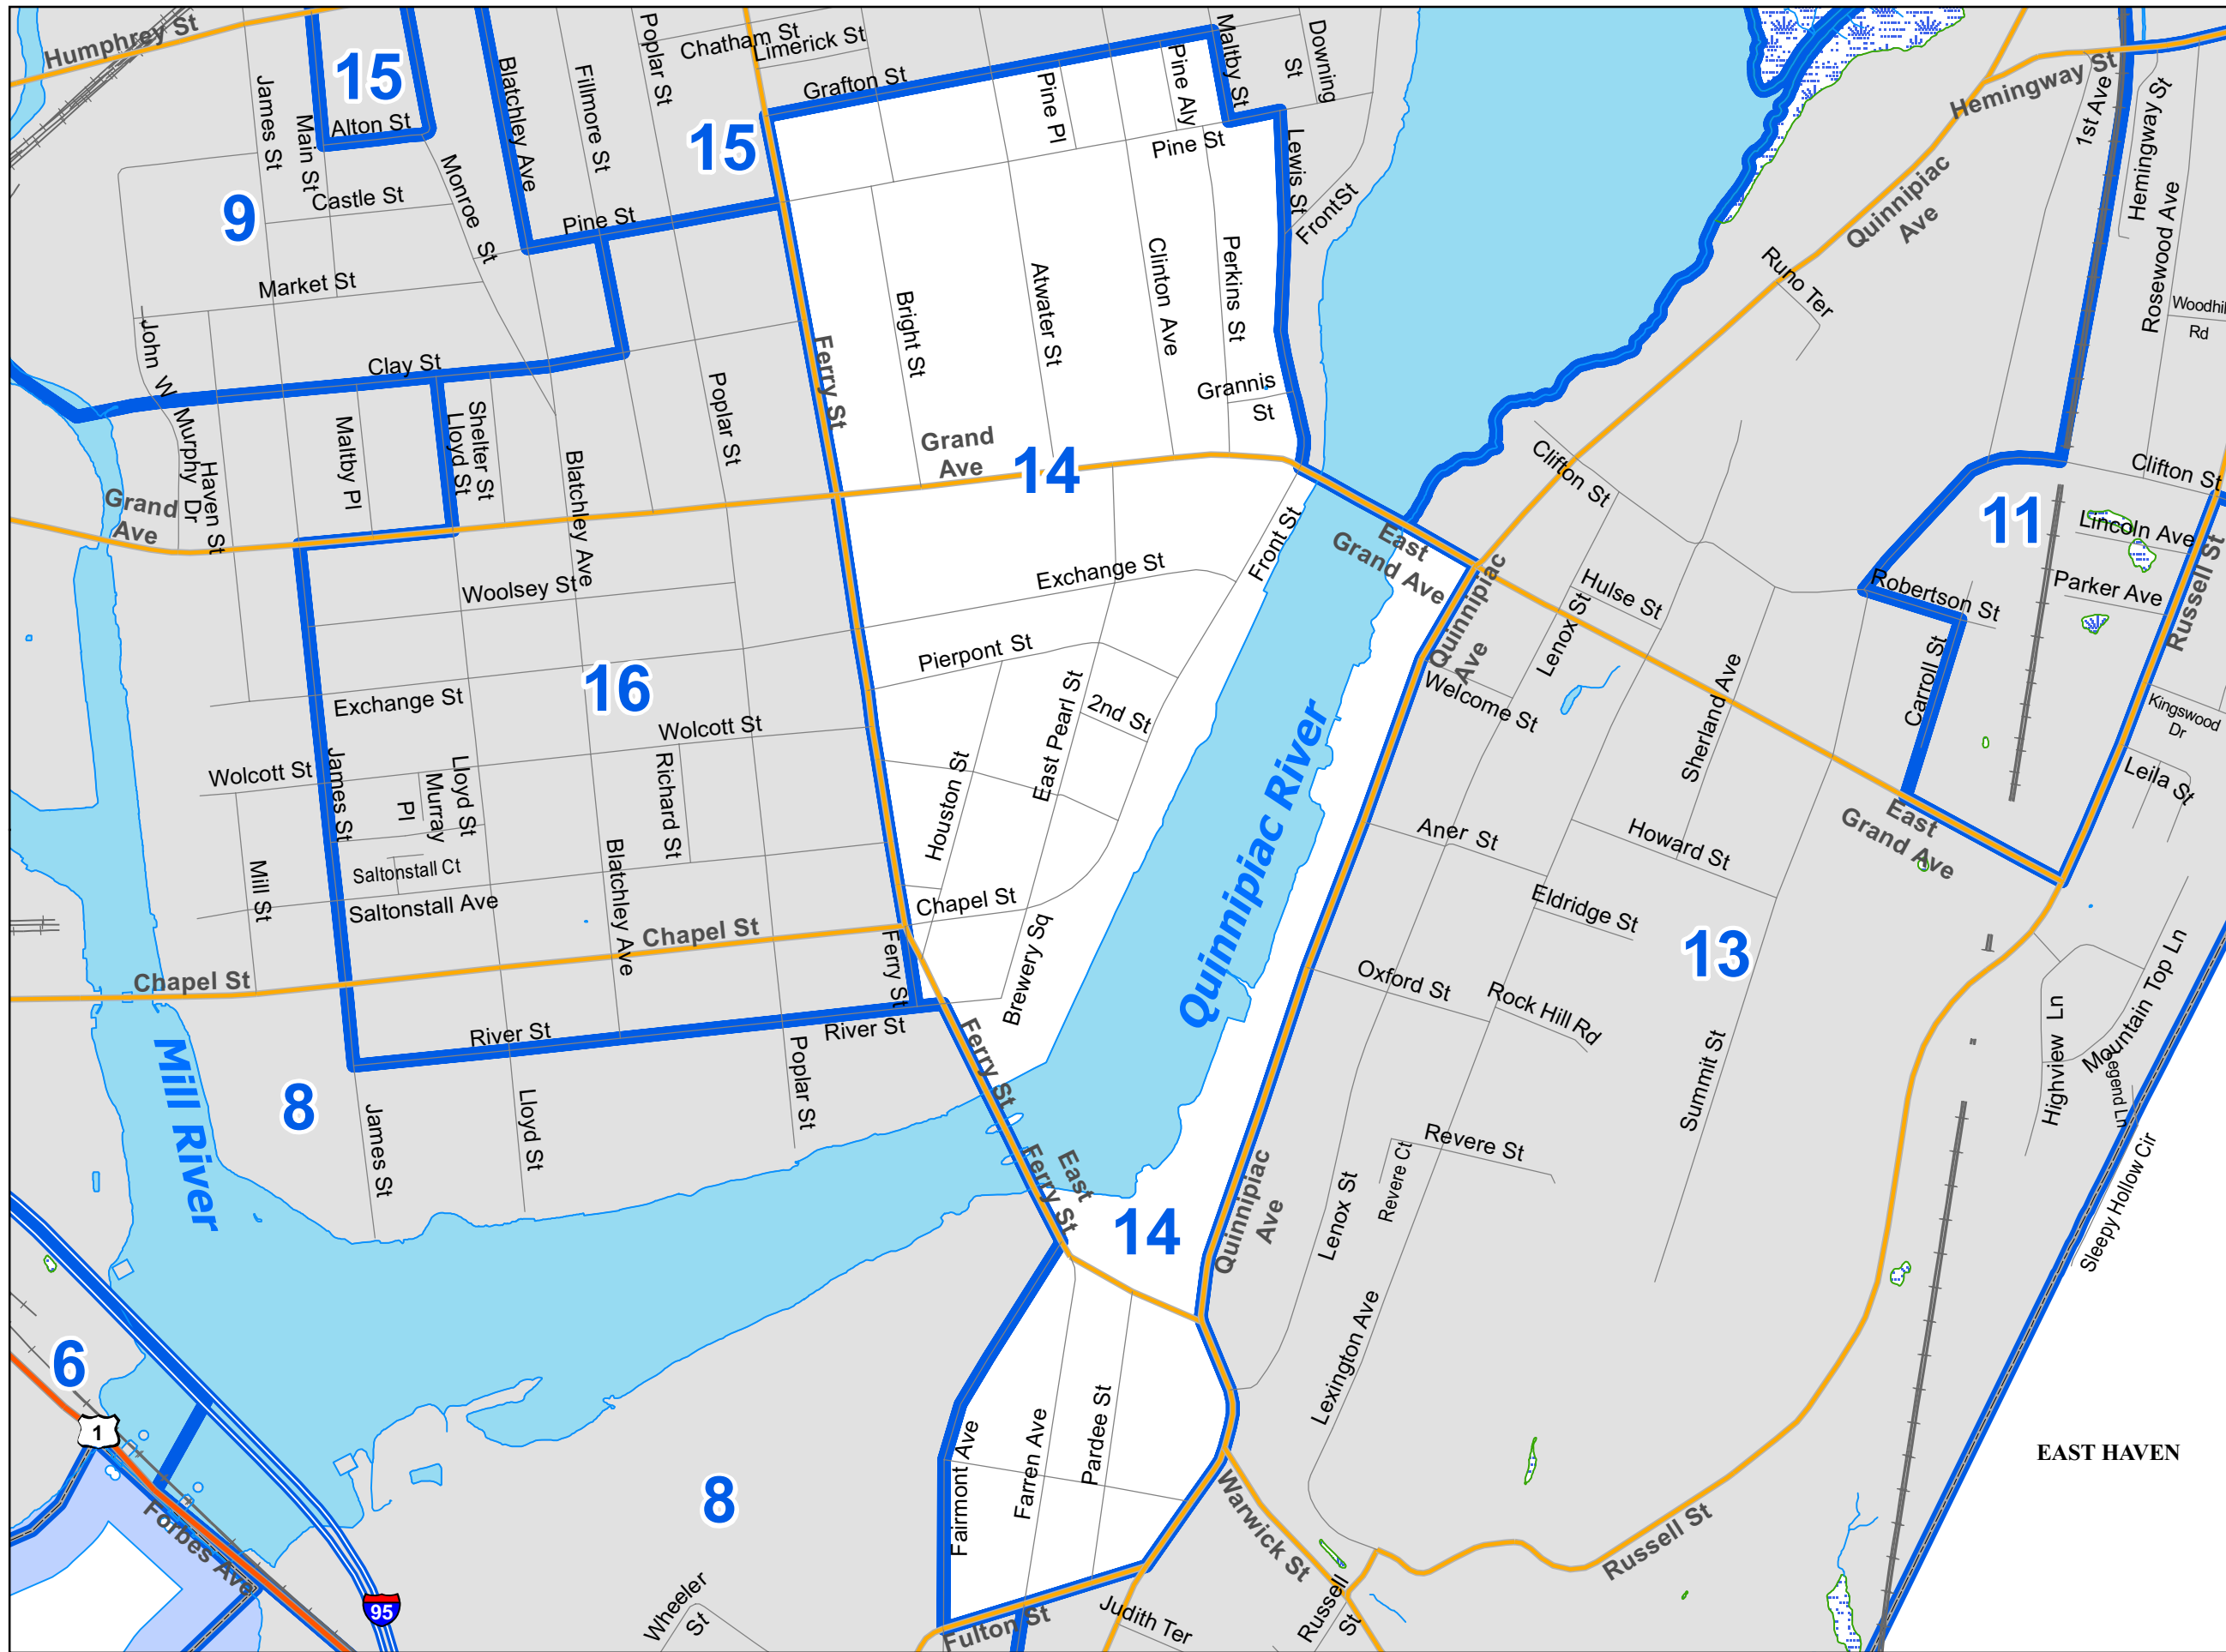 Humphrey St
15
Alton St
James St
Main St
Castle St
Monroe St
9
Market St
Blatchley Ave
Fillmore St
Poplar St
Chatham St
Limerick St
Grafton St
15
Pine St
Pine Pl
Pine Aly
Maltby St
Downing
St
Pine St
Lewis St
Front St
Hemingway St
1st Ave
Hemingway St
Quinnipiac
Ave
Rosewood Ave
Runo Ter
Rd
John W Murphy Dr
Clay St
Maltby Pl
Lloyd St
Shelter St
Haven St
Blatchley Ave
Poplar St
Ferry St
Bright St
Atwater St
Clinton Ave
Perkins St
Grannis
St
Grand
Ave
14
Grand
Ave
Clifton St
Clifton St
11
Lincoln Ave
Parker Ave
Robertson St
Russell St
Carroll St
Kingswood
Dr
Leila St
Woolsey St
Exchange St
Front St
East
Grand Ave
Quinnipiac
Ave
Hulse St
Lenox St
Welcome St
Sherland Ave
Pierpont St
16
Exchange St
Wolcott St
Wolcott St
2nd St
East Pearl St
Houston St
James St
Murray
Pl
Lloyd St
Richard St
Blatchley Ave
Saltonstall Ct
Saltonstall Ave
Mill St
Quinnipiac River
Aner St
Howard St
East
Grand Ave
Eldridge St
13
Chapel St
Chapel St
Chapel St
Brewery Sq
Ferry St
Oxford St
Rock Hill Rd
Summit St
Highview Ln
Mountain Top Ln
River St
River St
Ferry St
Mill River
8
James St
Lloyd St
Poplar St
East
Ferry St
14
Quinnipiac
Ave
Lenox St
Revere Ct
Revere St
Sleepy Hollow Cir
6
1
Forbes Ave
95
8
Fairmont Ave
Farren Ave
Pardee St
Lexington Ave
Warwick St
Russell St
EAST HAVEN
Wheeler
St
Fulton St
Judith Ter
Russell
St